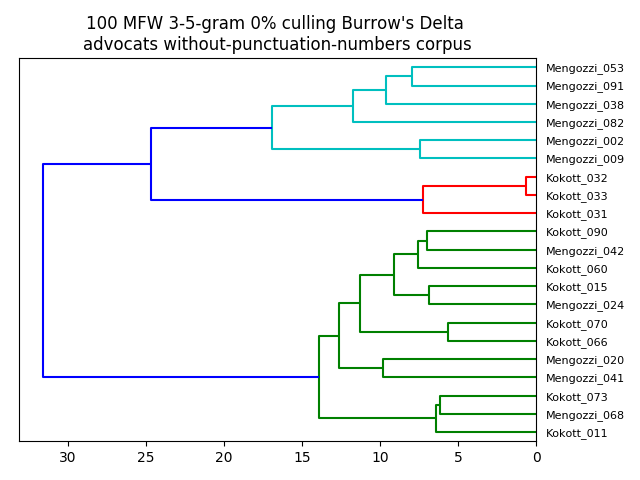 100 MFW 3-5-gram 0% culling Burrow's Delta
advocats without-punctuation-numbers corpus
Mengozzi_053
Mengozzi_091
Mengozzi_038
Mengozzi_082
Mengozzi_002
Mengozzi_009
Kokott_032
Kokott_033
Kokott_031
Kokott_090
Mengozzi_042
Kokott_060
Kokott_015
Mengozzi_024
Kokott_070
Kokott_066
Mengozzi_020
Mengozzi_041
Kokott_073
Mengozzi_068
Kokott_011
30 25 20 15 10 5 0